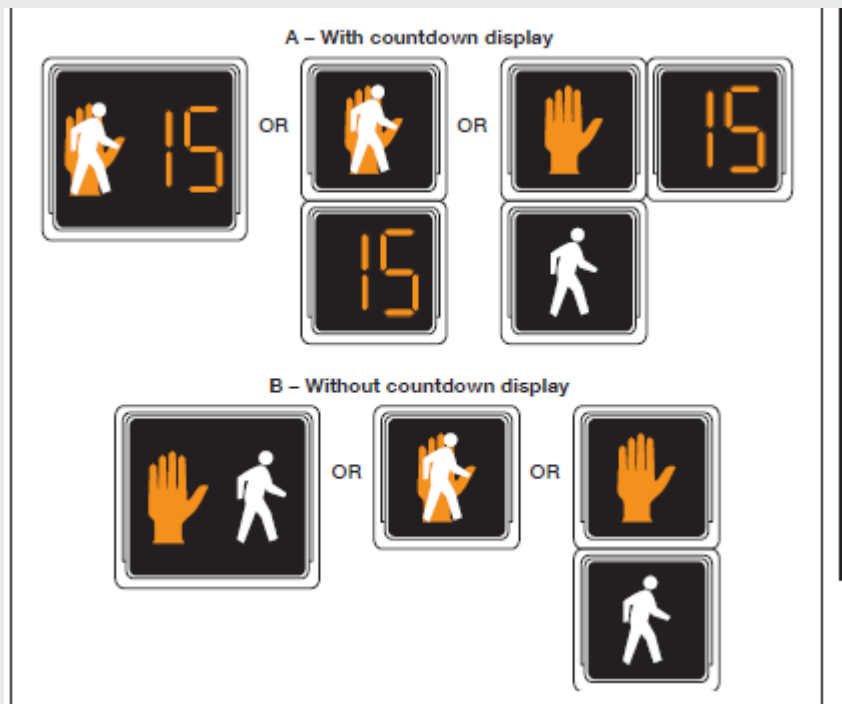 A – With countdown display
15 OR OR 15
15
B – Without countdown display
OR OR